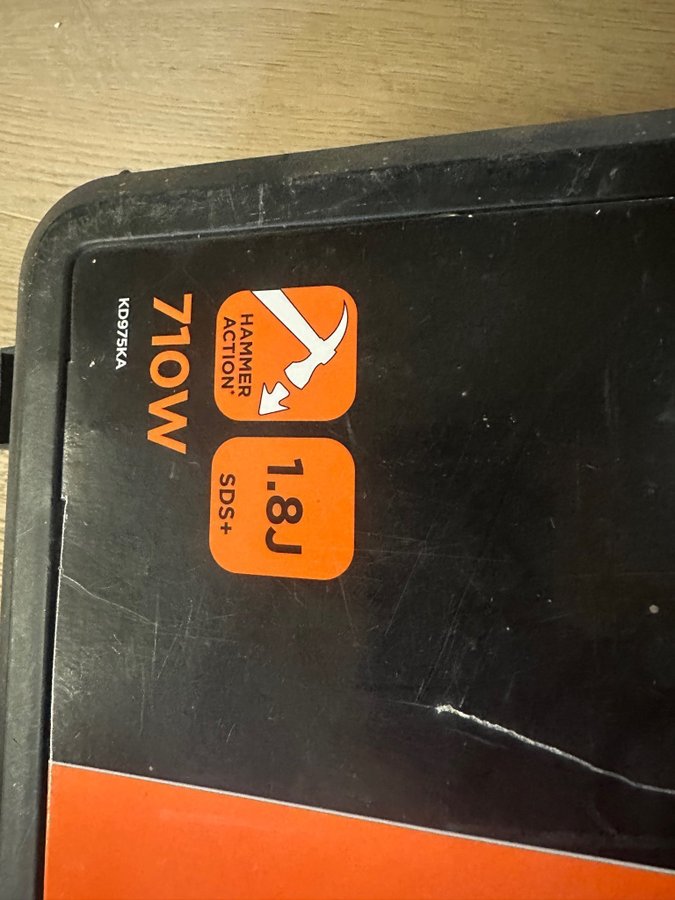 HAMMER
ACTION*
1.8J
SDS+
710W
KD975KA